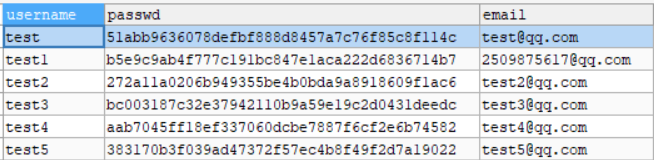 username passwd email
test 51abb9636078defbf888d8457a7c76f85c8f114c test@qq.com
test1 b5e9c9ab4f777c191bc847e1aca222d6836714b7 2509875617@qq.com
test2 272a11a0206b949355be4b0bda9a8918609f1ac6 test2@qq.com
test3 bc003187c32e37942110b9a59e19c2d0431deedc test3@qq.com
test4 aab7045ff18ef337060dcbe7887f6cf2e6b74582 test4@qq.com
test5 383170b3f039ad47372f57ec4b8f49f2d7a19022 test5@qq.com